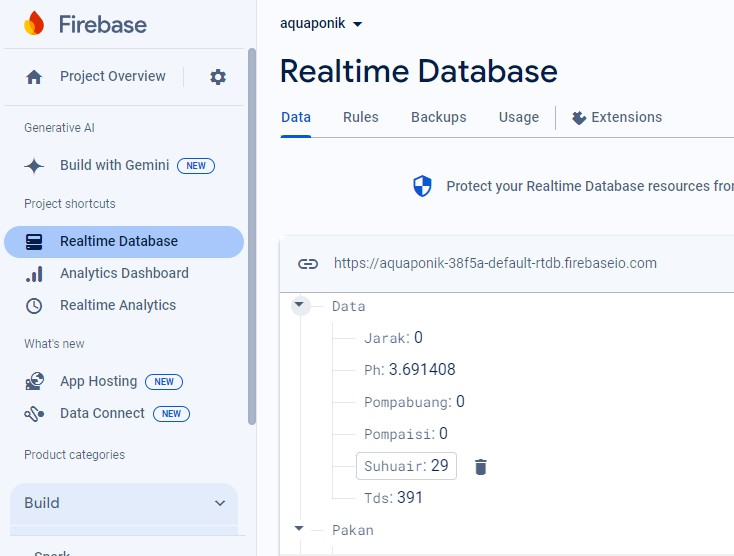 Firebase
Project Overview
Generative AI
Build with Gemini NEW
Project shortcuts
Realtime Database
Analytics Dashboard
Realtime Analytics
What's new
App Hosting NEW
Data Connect NEW
Product categories
Build
Spark
aquaponik
Realtime Database
Data Rules Backups Usage Extensions
Protect your Realtime Database resources from
https://aquaponik-38f5a-default-rtdb.firebaseio.com
Data
Jarak: 0
Ph: 3.691408
Pompabuang: 0
Pompaisi: 0
Suhuair: 29
Tds: 391
Pakan